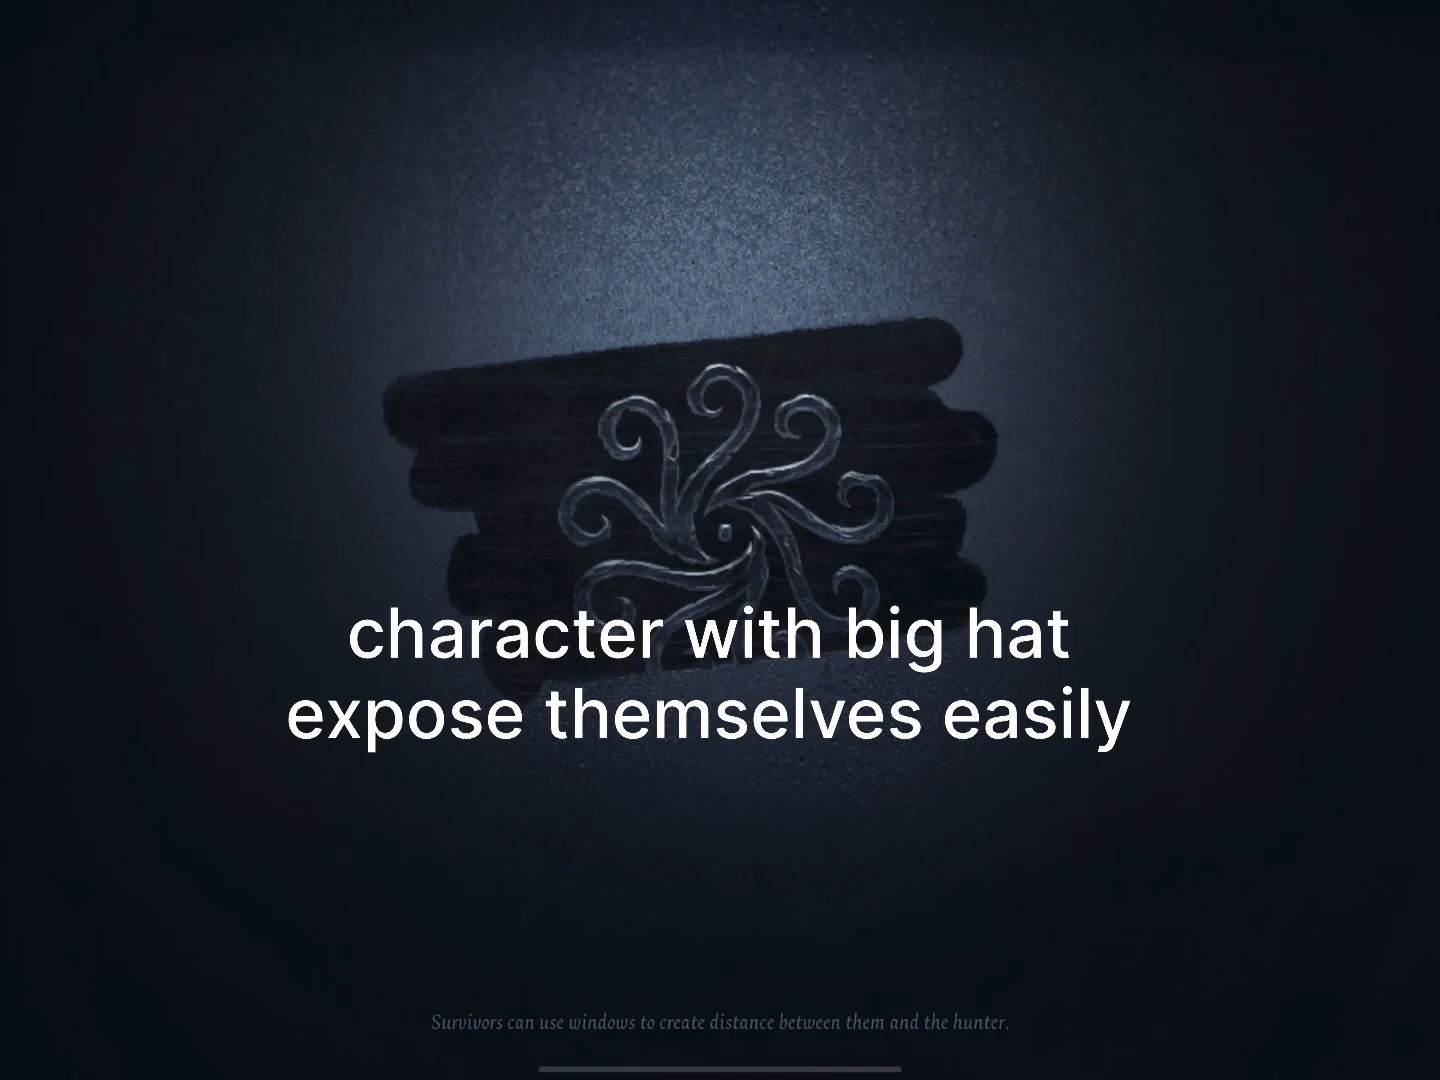 character with big hat
expose themselves easily
Survivors can use windows to create distance between them and the hunter.